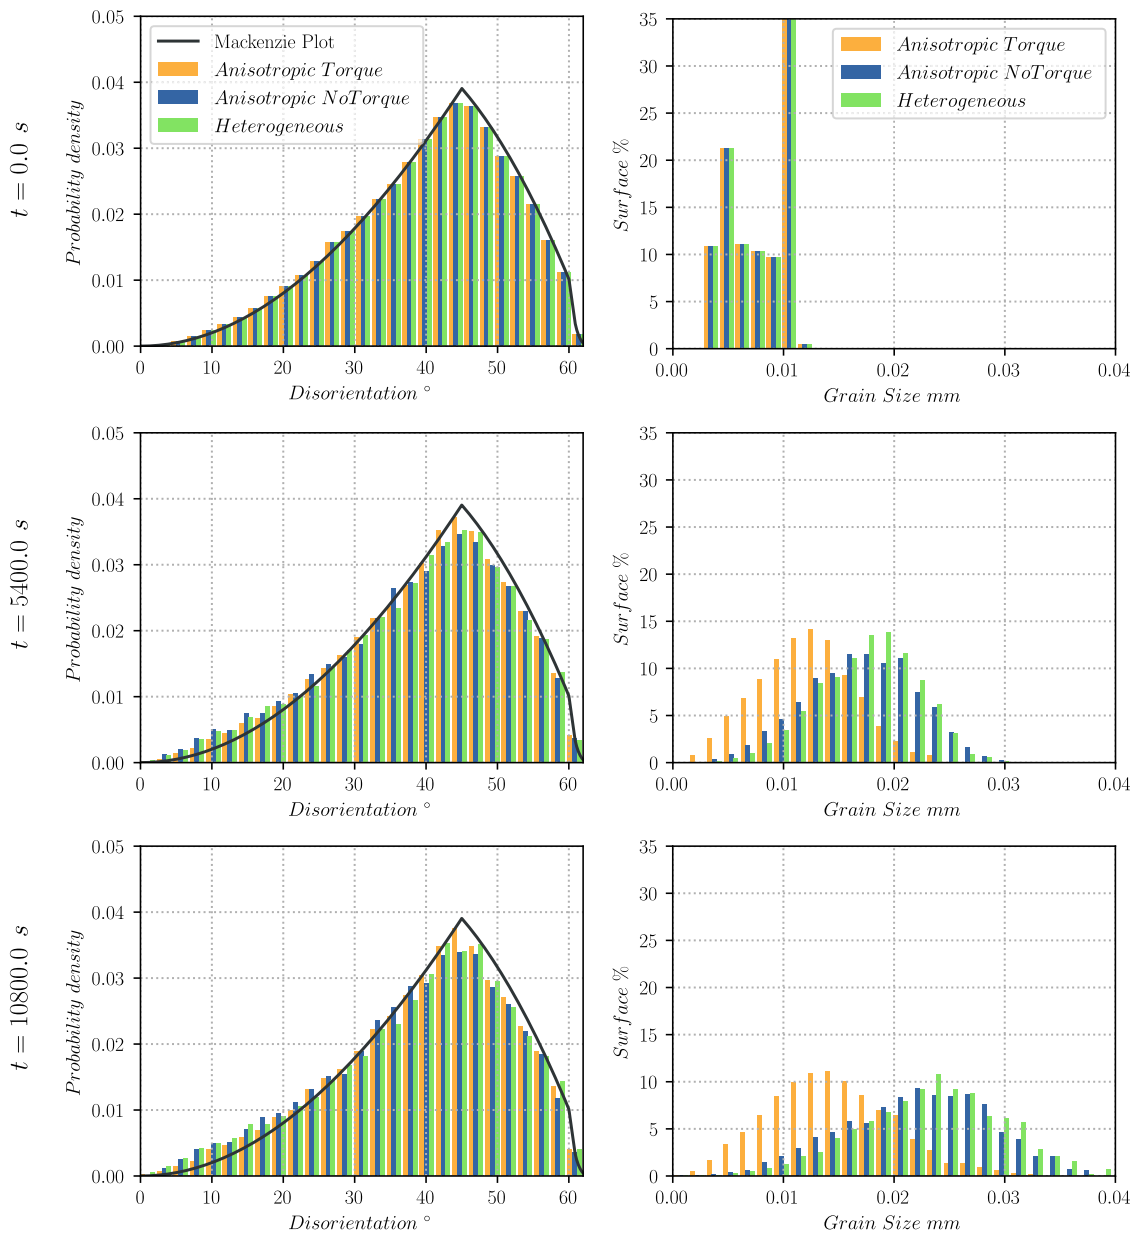 t = 0.0 s
0.05
0.04
0.03
0.02
0.01
0.00
Probability density
Mackenzie Plot
Anisotropic Torque
Anisotropic NoTorque
Heterogeneous
0 10 20 30 40 50 60
Disorientation °
35
30
25
20
15
10
5
0
Surface %
Anisotropic Torque
Anisotropic NoTorque
Heterogeneous
0.00 0.01 0.02 0.03 0.04
Grain Size mm
t = 5400.0 s
0.05
0.04
0.03
0.02
0.01
0.00
Probability density
0 10 20 30 40 50 60
Disorientation °
35
30
25
20
15
10
5
0
Surface %
0.00 0.01 0.02 0.03 0.04
Grain Size mm
t = 10800.0 s
0.05
0.04
0.03
0.02
0.01
0.00
Probability density
0 10 20 30 40 50 60
Disorientation °
35
30
25
20
15
10
5
0
Surface %
0.00 0.01 0.02 0.03 0.04
Grain Size mm